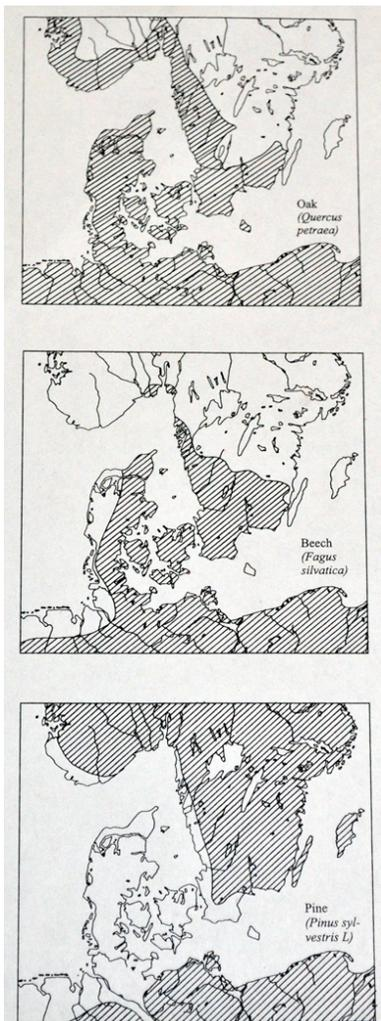 Oak
(Quercus
petraea)
Beech
(Fagus
silvatica)
Pine
(Pinus syl-
vestris L)